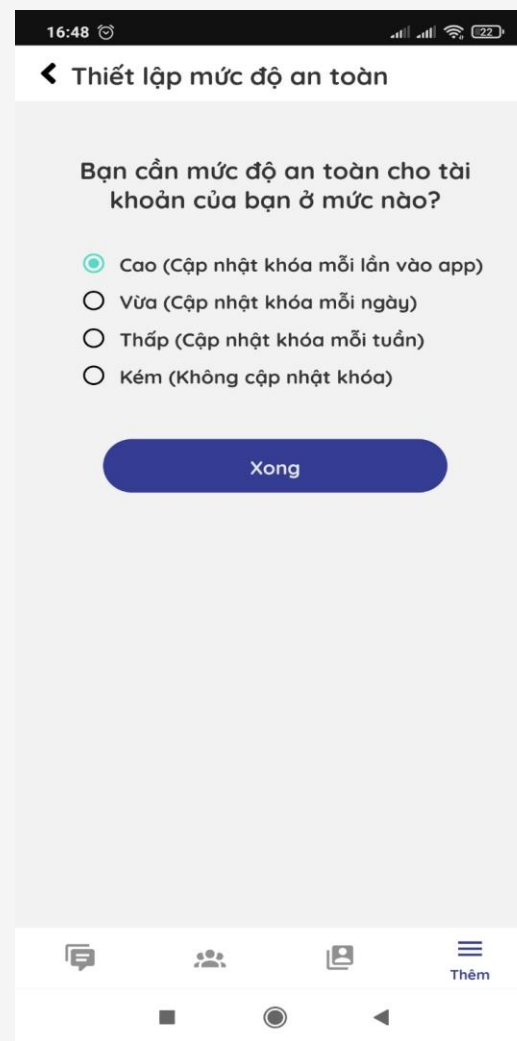 16:48
22
Thiết lập mức độ an toàn
Bạn cần mức độ an toàn cho tài
khoản của bạn ở mức nào?
Cao (Cập nhật khóa mỗi lần vào app)
Vừa (Cập nhật khóa mỗi ngày)
Thấp (Cập nhật khóa mỗi tuần)
Kém (Không cập nhật khóa)
Xong
Thêm